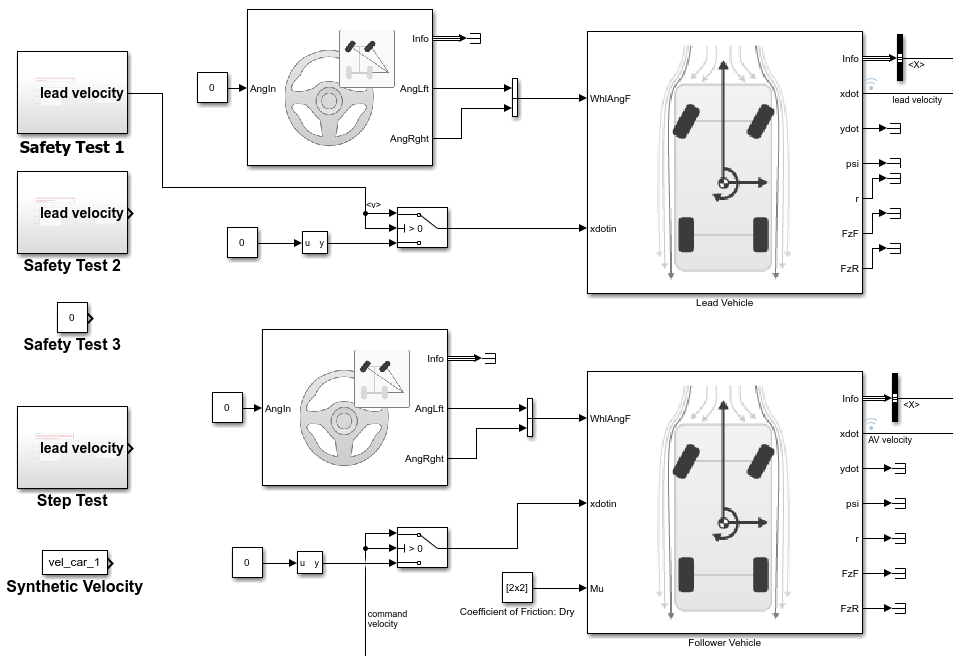 lead velocity
Safety Test 1
lead velocity
Safety Test 2
0
Safety Test 3
lead velocity
Step Test
vel_car_1
Synthetic Velocity
0
AngIn
Info
AngLft
AngRght
<v>
> 0
0
u y
WhlAngF
xdotin
Info
xdot
ydot
psi
r
FzF
FzR
<X>
lead velocity
Lead Vehicle
0
AngIn
Info
AngLft
AngRght
> 0
0
u y
command
velocity
[2x2]
Coefficient of Friction: Dry
WhlAngF
xdotin
Mu
Info
xdot
ydot
psi
r
FzF
FzR
<X>
AV velocity
Follower Vehicle